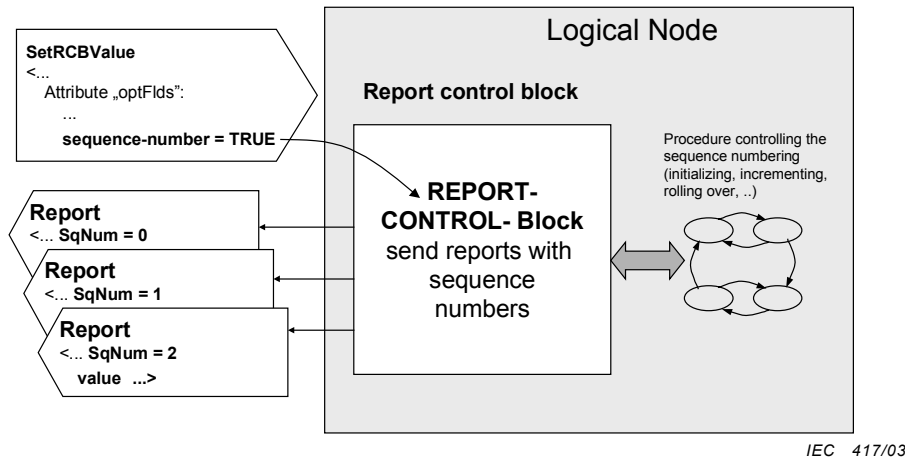 Logical Node
SetRCBValue
<...
Attribute „optFlds”:
...
sequence-number = TRUE
Report control block
REPORT-
CONTROL- Block
send reports with
sequence
numbers
Procedure controlling the
sequence numbering
(initializing, incrementing,
rolling over, ..)
Report
<... SqNum = 0
Report
<... SqNum = 1
Report
<... SqNum = 2
value ...>
IEC 417/03